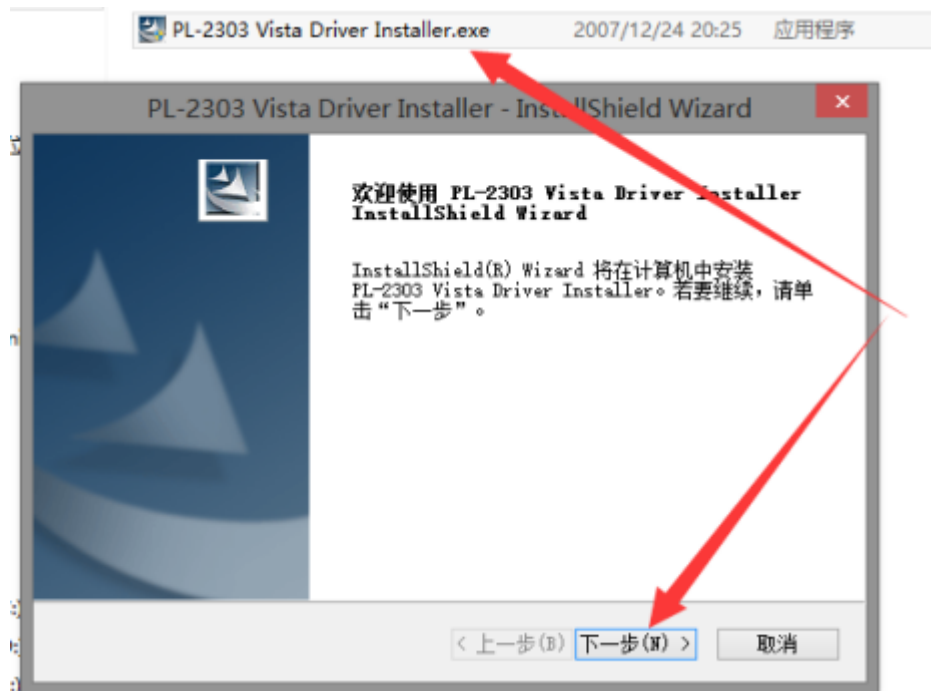 PL-2303 Vista Driver Installer.exe 2007/12/24 20:25 应用程序
PL-2303 Vista Driver Installer - InstallShield Wizard
欢迎使用 PL-2303 Vista Driver Installer
InstallShield Wizard
InstallShield(R) Wizard 将在计算机中安装
PL-2303 Vista Driver Installer。若要继续，请单
击“下一步”。
< 上一步(B) 下一步(N) > 取消